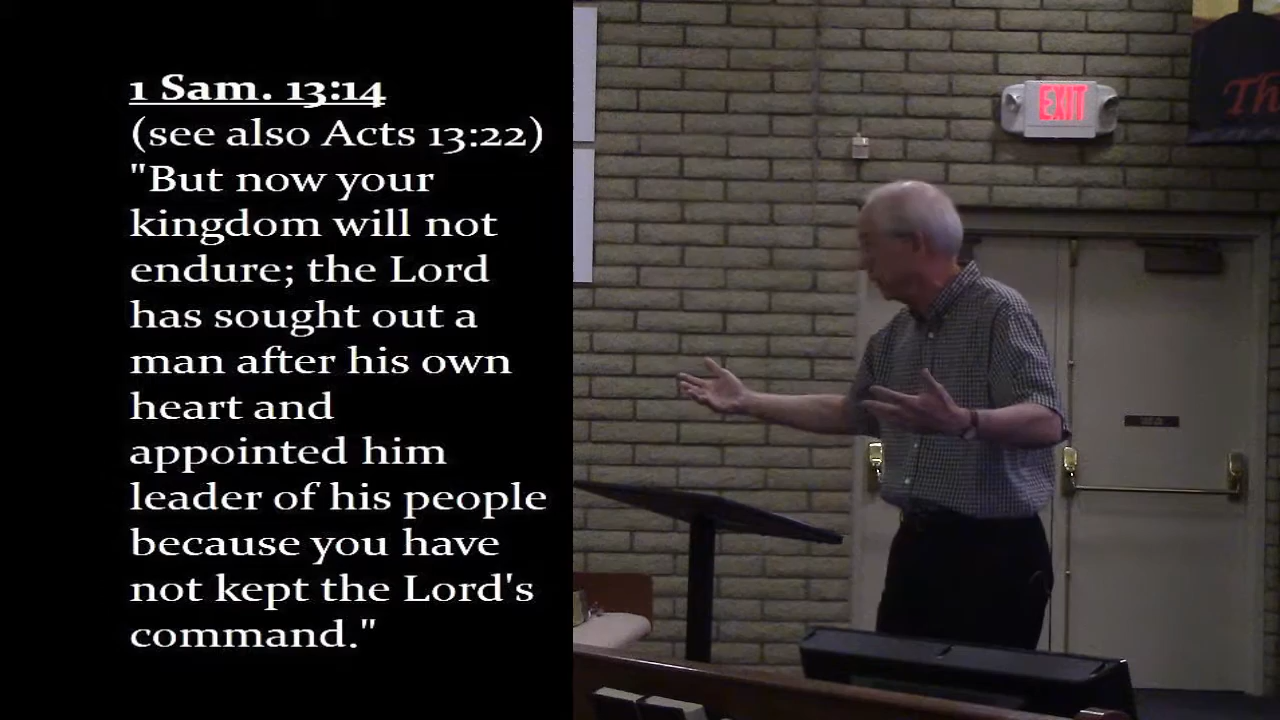 1 Sam. 13:14
(see also Acts 13:22)
"But now your
kingdom will not
endure; the Lord
has sought out a
man after his own
heart and
appointed him
leader of his people
because you have
not kept the Lord's
command."
EXIT
Th